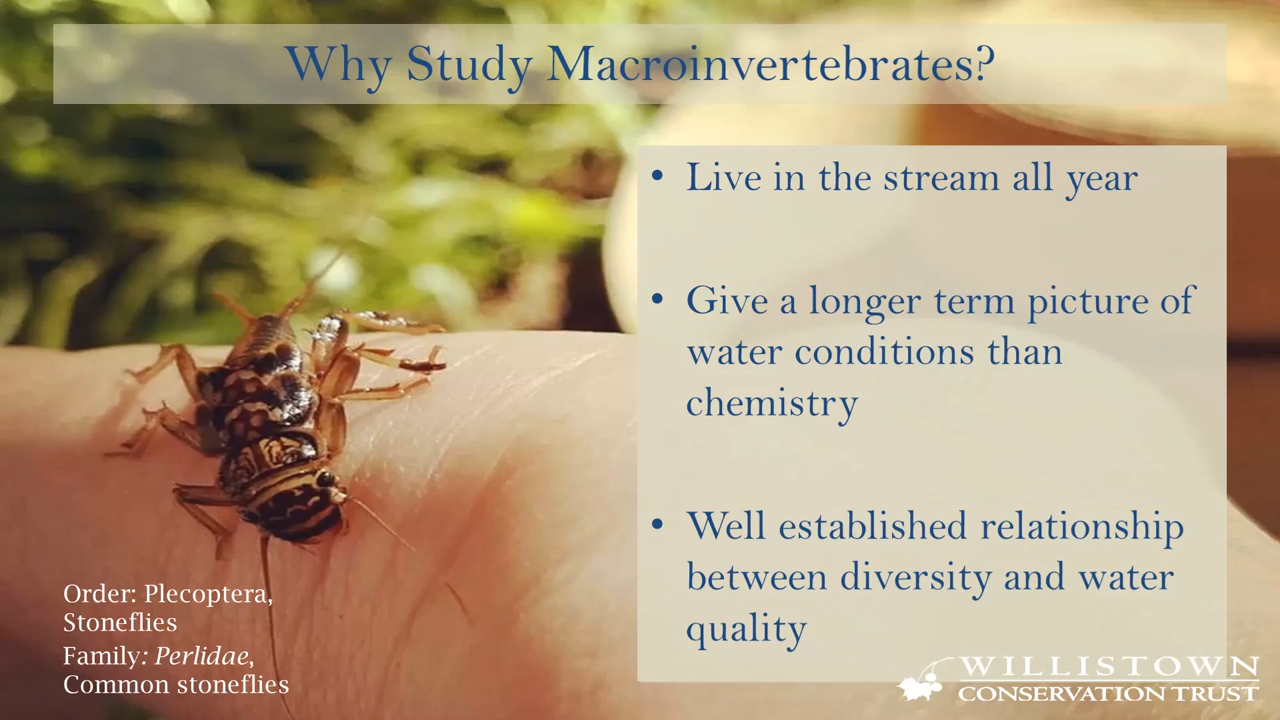 Why Study Macroinvertebrates?
• Live in the stream all year
• Give a longer term picture of
water conditions than
chemistry
• Well established relationship
between diversity and water
quality
Order: Plecoptera,
Stoneflies
Family: Perlidae,
Common stoneflies
WILLISTOWN
CONSERVATION TRUST